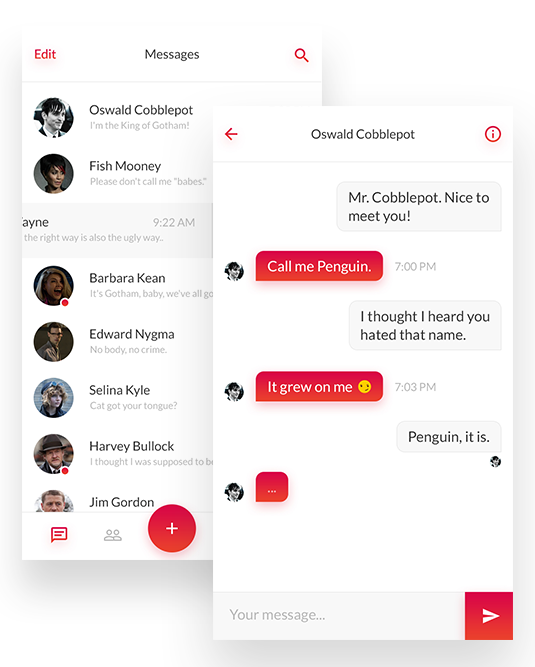 Edit
Messages
Oswald Cobblepot
I'm the King of Gotham!
Fish Mooney
Please don't call me "babes."
ayne
9:22 AM
the right way is also the ugly way..
Barbara Kean
It's Gotham, baby, we've all go
Edward Nygma
No body, no crime.
Selina Kyle
Cat got your tongue?
Harvey Bullock
I thought I was supposed to be
Jim Gordon
Oswald Cobblepot
Mr. Cobblepot. Nice to
meet you!
Call me Penguin.
7:00 PM
I thought I heard you
hated that name.
It grew on me 😏
7:03 PM
Penguin, it is.
...
Your message...